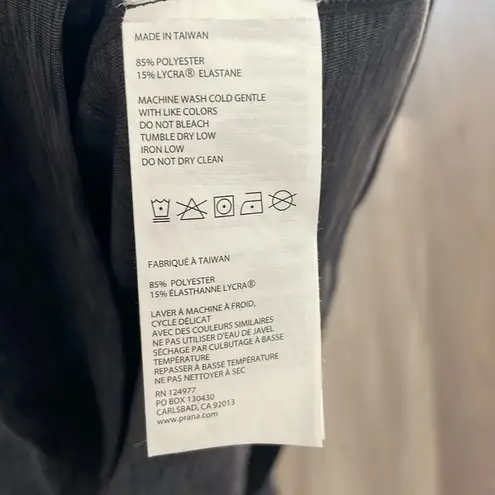 MADE IN TAIWAN
85% POLYESTER
15% LYCRA® ELASTANE
MACHINE WASH COLD GENTLE
WITH LIKE COLORS
DO NOT BLEACH
TUMBLE DRY LOW
IRON LOW
DO NOT DRY CLEAN
FABRIQUÉ À TAIWAN
85% POLYESTER
15% ÉLASTHANNE LYCRA®
LAVER À MACHINE À FROID,
CYCLE DÉLICAT
AVEC DES COULEURS SIMILAIRES
NE PAS UTILISER D'EAU DE JAVEL
SÉCHAGE PAR CULBUTAGE À BASSE
TEMPÉRATURE
REPASSER À BASSE TEMPÉRATURE
NE PAS NETTOYER À SEC
RN 124977
PO BOX 130430
CARLSBAD, CA 92013
www.prana.com